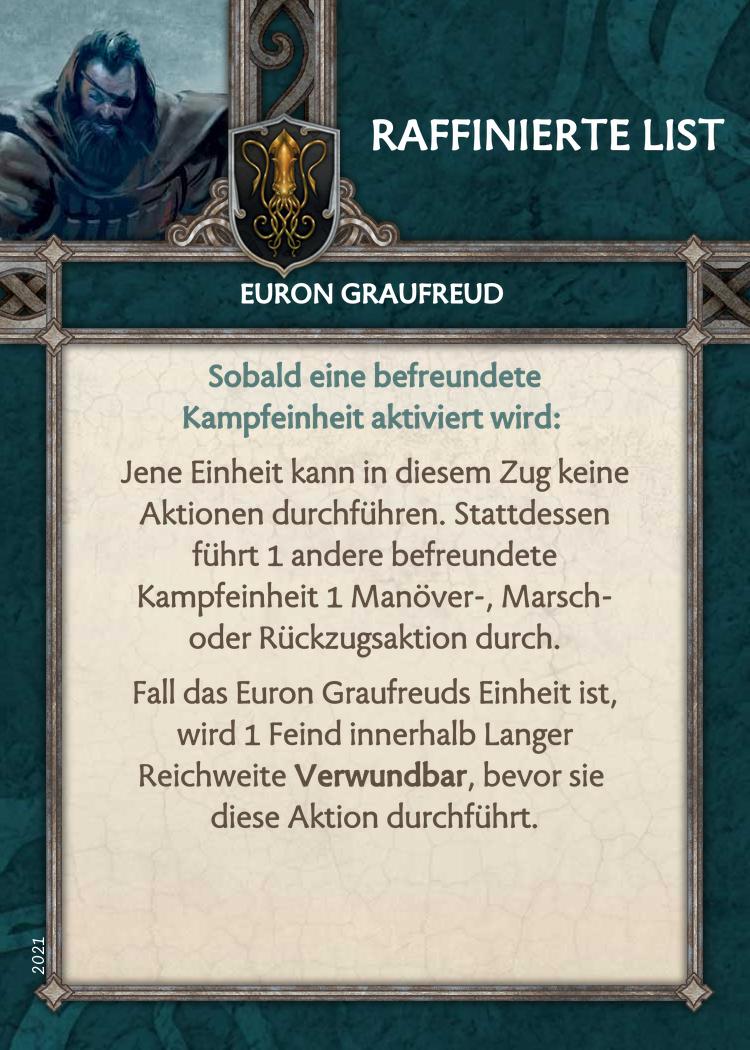 RAFFINIERTE LIST
EURON GRAUFREUD
Sobald eine befreundete
Kampfeinheit aktiviert wird:
Jene Einheit kann in diesem Zug keine
Aktionen durchführen. Stattdessen
führt 1 andere befreundete
Kampfeinheit 1 Manöver-, Marsch-
oder Rückzugsaktion durch.
Fall das Euron Graufreuds Einheit ist,
wird 1 Feind innerhalb Langer
Reichweite Verwundbar, bevor sie
diese Aktion durchführt.
2021